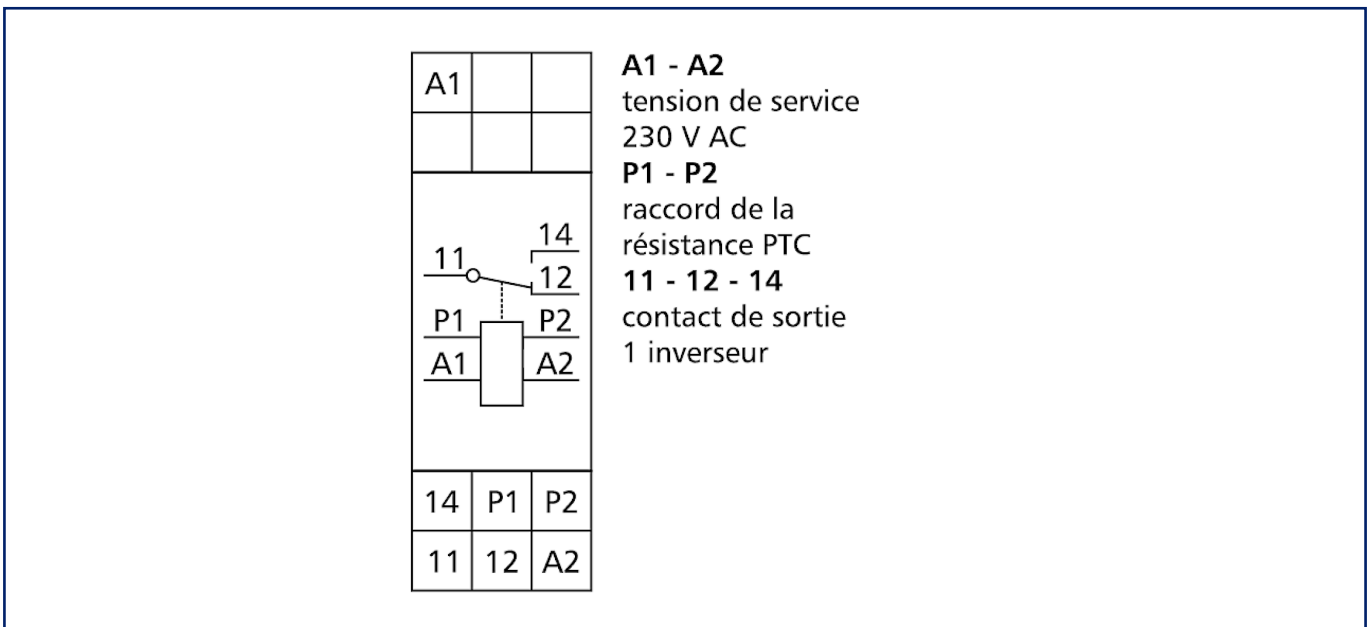 A1
14
11
12
P1 P2
A1 A2
14 P1 P2
11 12 A2
A1 - A2
tension de service
230 V AC
P1 - P2
raccord de la
résistance PTC
11 - 12 - 14
contact de sortie
1 inverseur